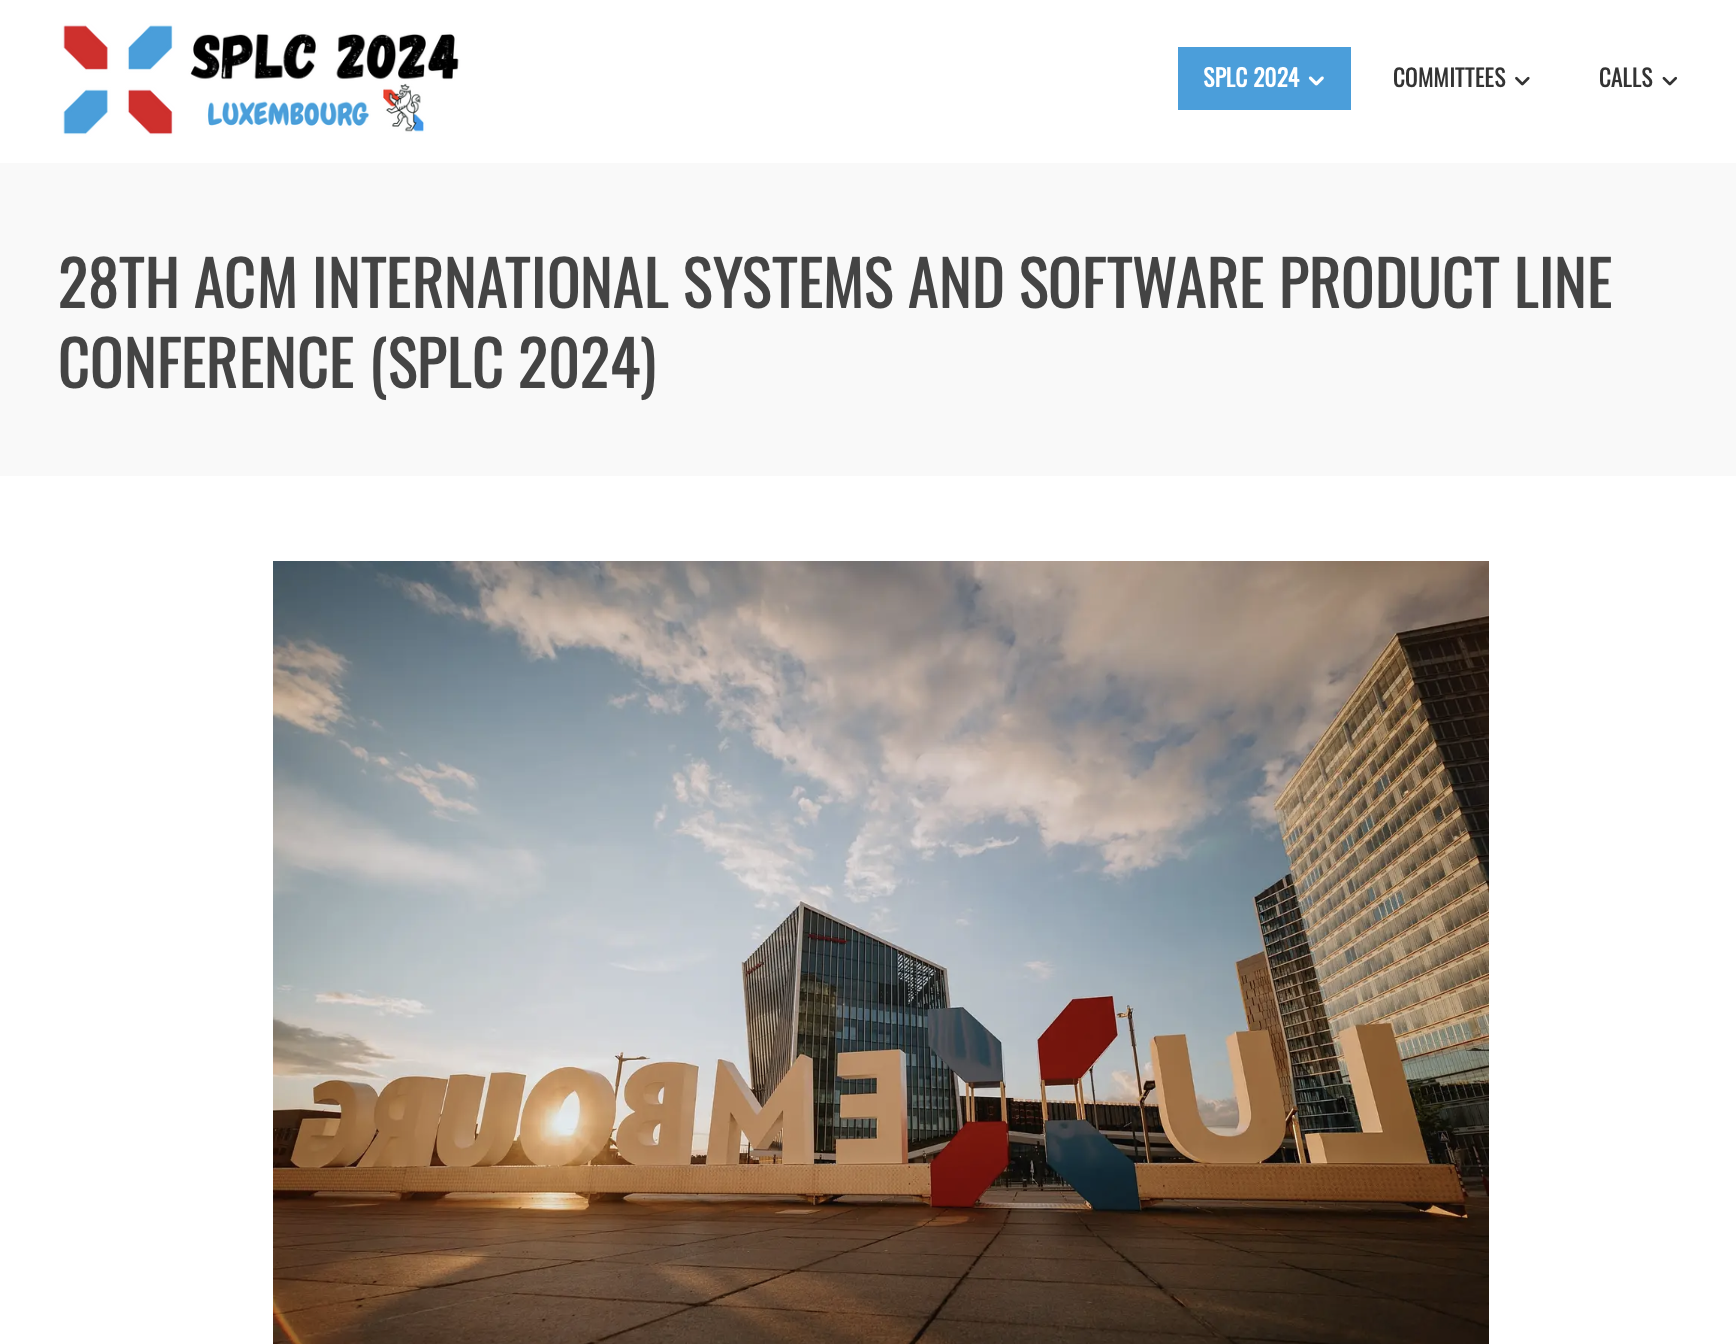 SPLC 2024
LUXEMBOURG
SPLC 2024
COMMITTEES
CALLS
28TH ACM INTERNATIONAL SYSTEMS AND SOFTWARE PRODUCT LINE
CONFERENCE (SPLC 2024)
LUXEMBOURG